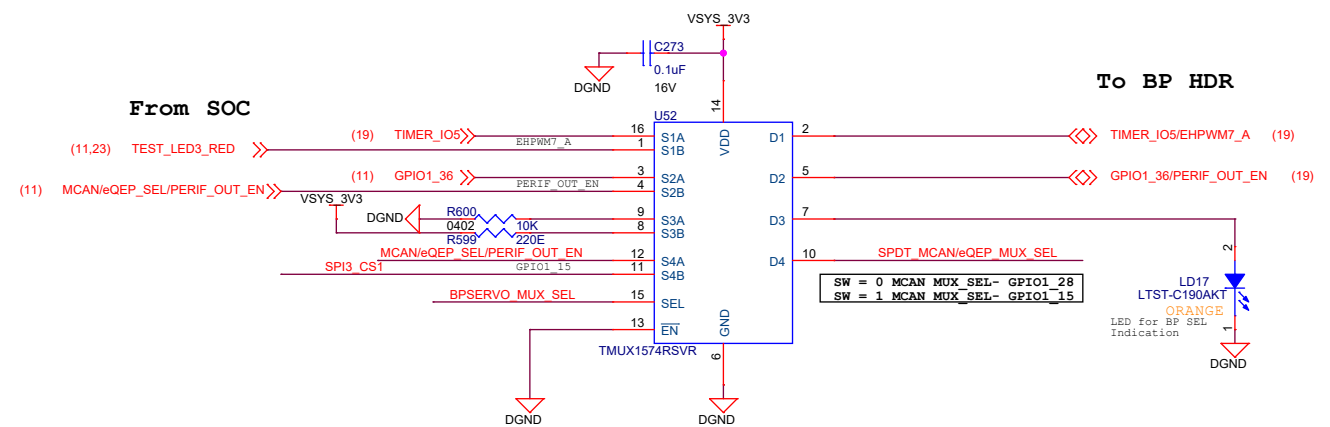 VSYS_3V3
C273
0.1uF
16V
DGND
From SOC
To BP HDR
U52
14
VDD
(19) TIMER_IO5
16
S1A
D1
2
TIMER_IO5/EHPWM7_A (19)
EHPWM7_A
(11,23) TEST_LED3_RED
1
S1B
(11) GPIO1_36
3
S2A
D2
5
GPIO1_36/PERIF_OUT_EN (19)
PERIF_OUT_EN
(11) MCAN/eQEP_SEL/PERIF_OUT_EN
4
S2B
VSYS_3V3
DGND
R600
10K
9
S3A
D3
7
0402
R599
220E
8
S3B
MCAN/eQEP_SEL/PERIF_OUT_EN
12
S4A
D4
10
SPDT_MCAN/eQEP_MUX_SEL
SPI3_CS1
GPIO1_15
11
S4B
SW = 0 MCAN MUX_SEL- GPIO1_28
SW = 1 MCAN MUX_SEL- GPIO1_15
BPSERVO_MUX_SEL
15
SEL
13
EN
GND
6
TMUX1574RSVR
2
LD17
LTST-C190AKT
ORANGE
LED for BP SEL
Indication
1
DGND
DGND
DGND